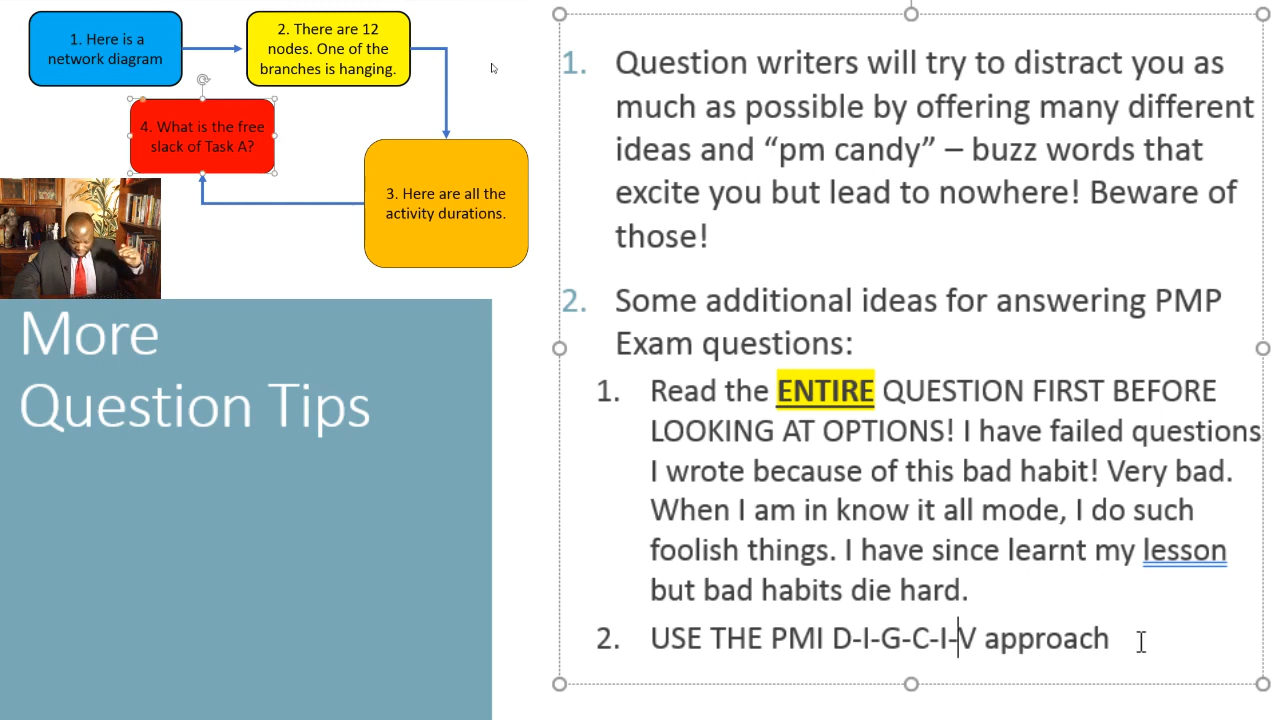 1. Here is a
network diagram
2. There are 12
nodes. One of the
branches is hanging.
3. Here are all the
activity durations.
4. What is the free
slack of Task A?
More
Question Tips
1. Question writers will try to distract you as
much as possible by offering many different
ideas and “pm candy” – buzz words that
excite you but lead to nowhere! Beware of
those!
2. Some additional ideas for answering PMP
Exam questions:
1. Read the ENTIRE QUESTION FIRST BEFORE
LOOKING AT OPTIONS! I have failed questions
I wrote because of this bad habit! Very bad.
When I am in know it all mode, I do such
foolish things. I have since learnt my lesson
but bad habits die hard.
2. USE THE PMI D-I-G-C-I-V approach